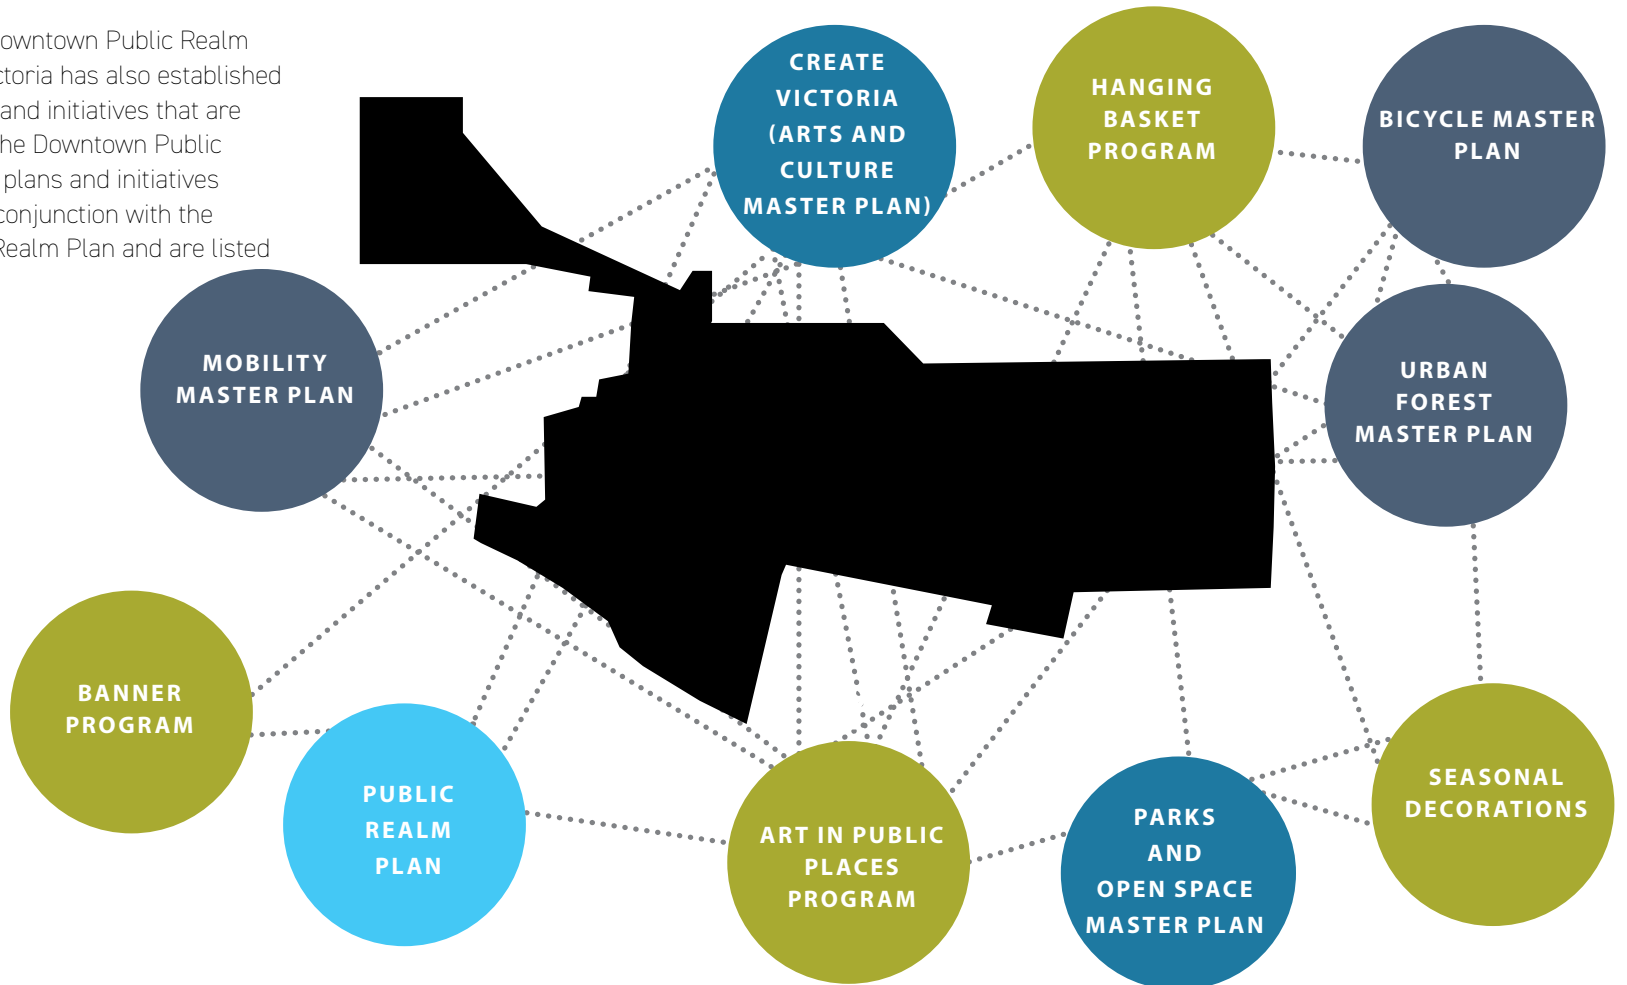 owntown Public Realm
ctoria has also established
and initiatives that are
he Downtown Public
plans and initiatives
conjunction with the
Realm Plan and are listed
CREATE
VICTORIA
(ARTS AND
CULTURE
MASTER PLAN)
HANGING
BASKET
PROGRAM
BICYCLE MASTER
PLAN
MOBILITY
MASTER PLAN
URBAN
FOREST
MASTER PLAN
BANNER
PROGRAM
PUBLIC
REALM
PLAN
ART IN PUBLIC
PLACES
PROGRAM
PARKS
AND
OPEN SPACE
MASTER PLAN
SEASONAL
DECORATIONS